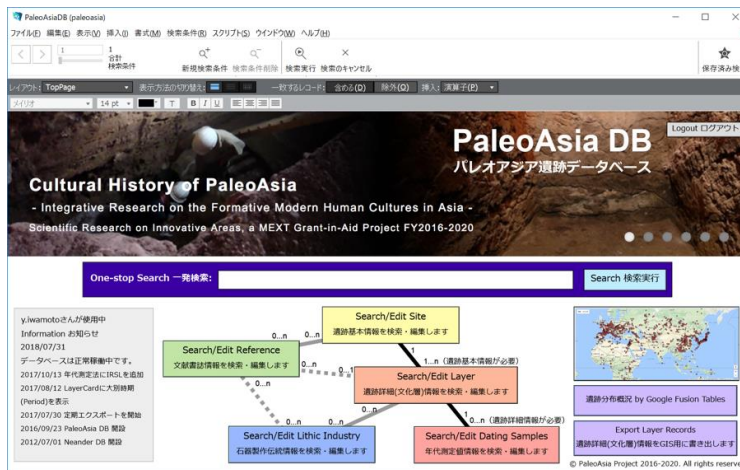 PaleoAsiaDB (paleoasia)
ファイル(F) 編集(E) 表示(V) 挿入(I) 書式(M) 検索条件(R) スクリプト(S) ウインドウ(W) ヘルプ(H)
1
1
合計
検索条件
新規検索条件 検索条件削除 検索実行 検索のキャンセル
保存済み検
レイアウト: TopPage 表示方法の切り替え: 一致するレコード: 含める(D) 除外(O) 挿入: 演算子(P)
メイリオ 14 pt T B I U
PaleoAsia DB
Logout ログアウト
パレオアジア遺跡データベース
Cultural History of PaleoAsia
- Integrative Research on the Formative Modern Human Cultures in Asia -
Scientific Research on Innovative Areas, a MEXT Grant-in-Aid Project FY2016-2020
One-stop Search 一発検索:
Search 検索実行
y.iwamotoさんが使用中
Information お知らせ
2018/07/31
データベースは正常稼働中です。
2017/10/13 年代測定法にIRSLを追加
2017/08/12 LayerCardに大別時期
(Period)を表示
2017/07/30 定期エクスポートを開始
2016/09/23 PaleoAsia DB 開設
2012/07/01 Neander DB 開設
Search/Edit Site
遺跡基本情報を検索・編集します
0...n
0...n
1
Search/Edit Reference
文献書誌情報を検索・編集します
1...n（遺跡基本情報が必要）
0...n
0...1
Search/Edit Layer
遺跡詳細(文化層)情報を検索・編集します
0...n
0...n
1
0...n（遺跡詳細情報が必要）
Search/Edit Lithic Industry
石器製作伝統情報を検索・編集します
Search/Edit Dating Samples
年代測定値情報を検索・編集します
遺跡分布概況 by Google Fusion Tables
Export Layer Records
遺跡詳細(文化層)情報をGIS用に書き出します
© PaleoAsia Project 2016-2020. All rights reserve